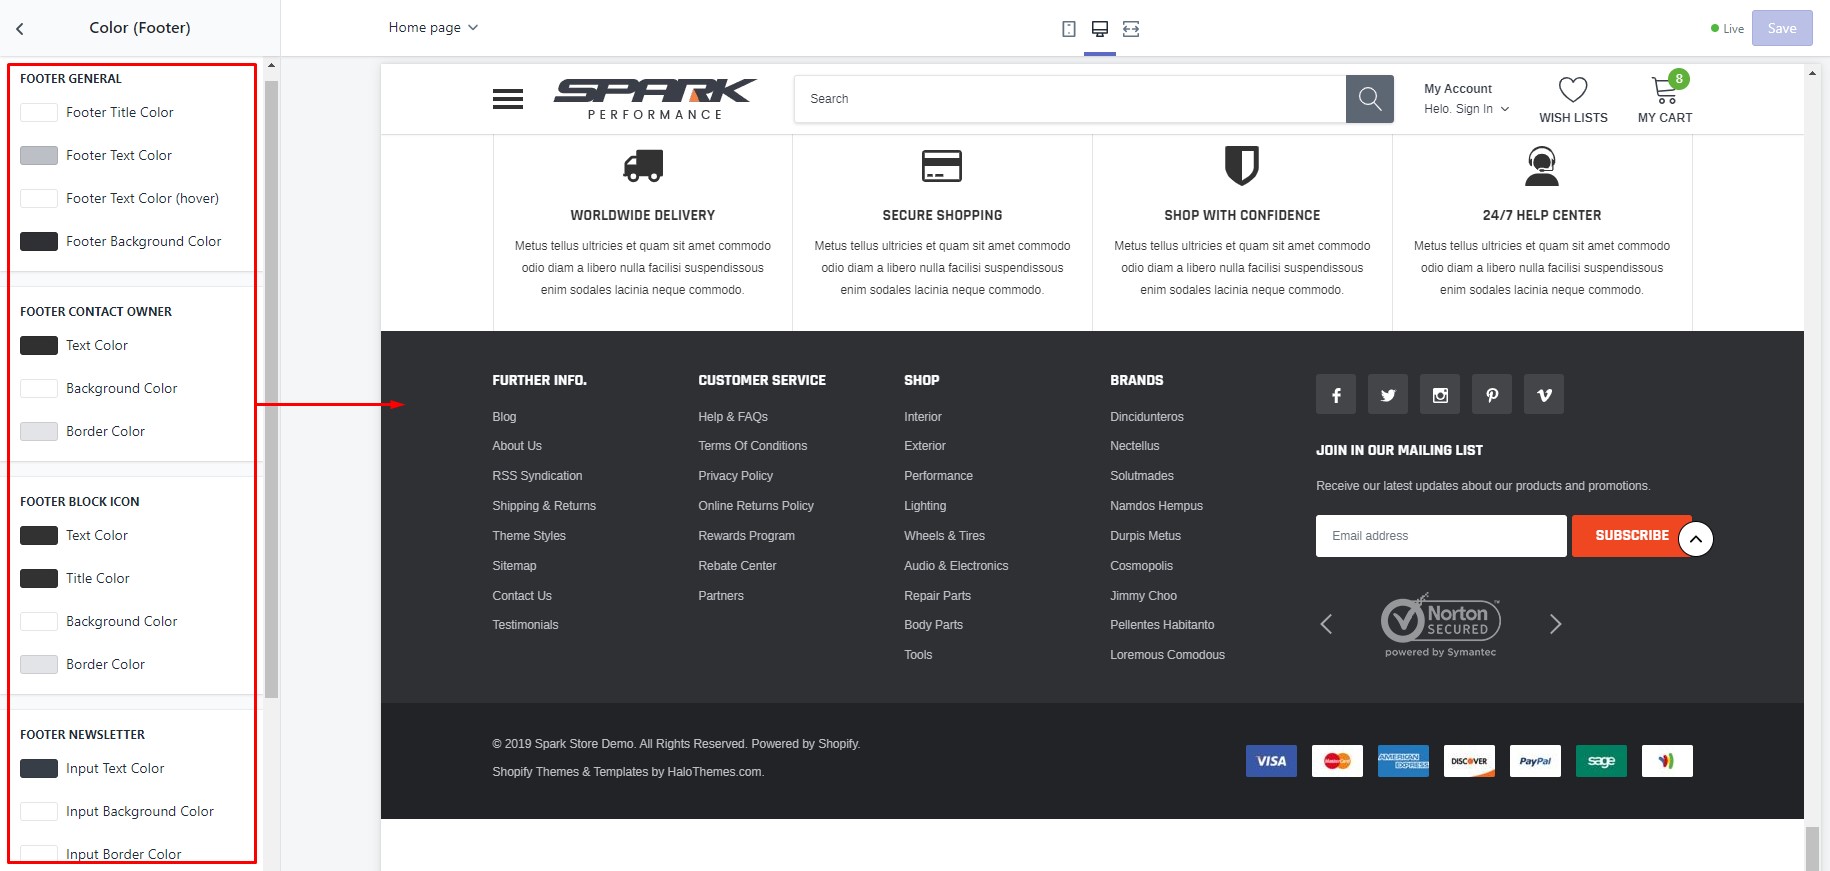 Color (Footer)
Home page
Live
Save
FOOTER GENERAL
Footer Title Color
Footer Text Color
Footer Text Color (hover)
Footer Background Color
FOOTER CONTACT OWNER
Text Color
Background Color
Border Color
FOOTER BLOCK ICON
Text Color
Title Color
Background Color
Border Color
FOOTER NEWSLETTER
Input Text Color
Input Background Color
Input Border Color
SPARK
PERFORMANCE
Search
My Account
Helo. Sign In
WISH LISTS
8
MY CART
WORLDWIDE DELIVERY
Metus tellus ultricies et quam sit amet commodo
odio diam a libero nulla facilisi suspendissous
enim sodales lacinia neque commodo.
SECURE SHOPPING
Metus tellus ultricies et quam sit amet commodo
odio diam a libero nulla facilisi suspendissous
enim sodales lacinia neque commodo.
SHOP WITH CONFIDENCE
Metus tellus ultricies et quam sit amet commodo
odio diam a libero nulla facilisi suspendissous
enim sodales lacinia neque commodo.
24/7 HELP CENTER
Metus tellus ultricies et quam sit amet commodo
odio diam a libero nulla facilisi suspendissous
enim sodales lacinia neque commodo.
FURTHER INFO.
Blog
About Us
RSS Syndication
Shipping & Returns
Theme Styles
Sitemap
Contact Us
Testimonials
CUSTOMER SERVICE
Help & FAQs
Terms Of Conditions
Privacy Policy
Online Returns Policy
Rewards Program
Rebate Center
Partners
SHOP
Interior
Exterior
Performance
Lighting
Wheels & Tires
Audio & Electronics
Repair Parts
Body Parts
Tools
BRANDS
Dincidunteros
Nectellus
Solutmades
Namdos Hempus
Durpis Metus
Cosmopolis
Jimmy Choo
Pellentes Habitanto
Loremous Comodous
JOIN IN OUR MAILING LIST
Receive our latest updates about our products and promotions.
Email address
SUBSCRIBE
Norton
SECURED
powered by Symantec
© 2019 Spark Store Demo. All Rights Reserved. Powered by Shopify.
Shopify Themes & Templates by HaloThemes.com.
VISA
MasterCard
AMERICAN EXPRESS
DISCOVER
PayPal
sage